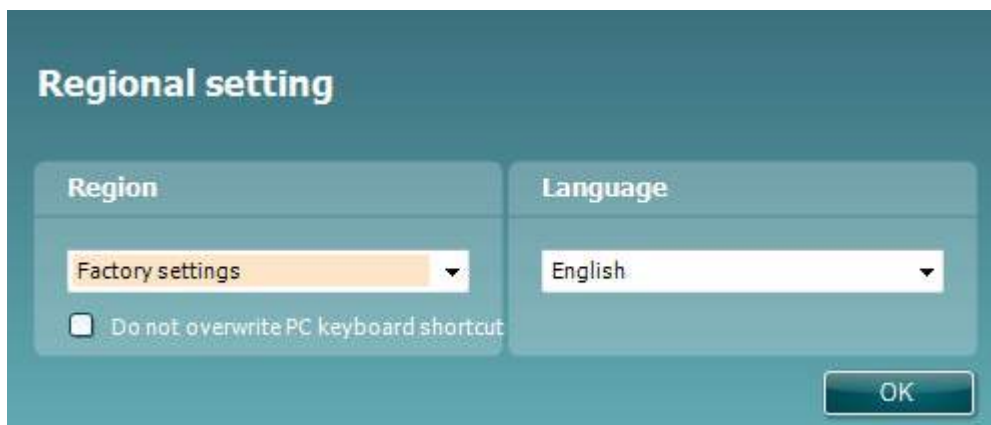 Regional setting
Region
Language
Factory settings
English
Do not overwrite PC keyboard shortcut
OK